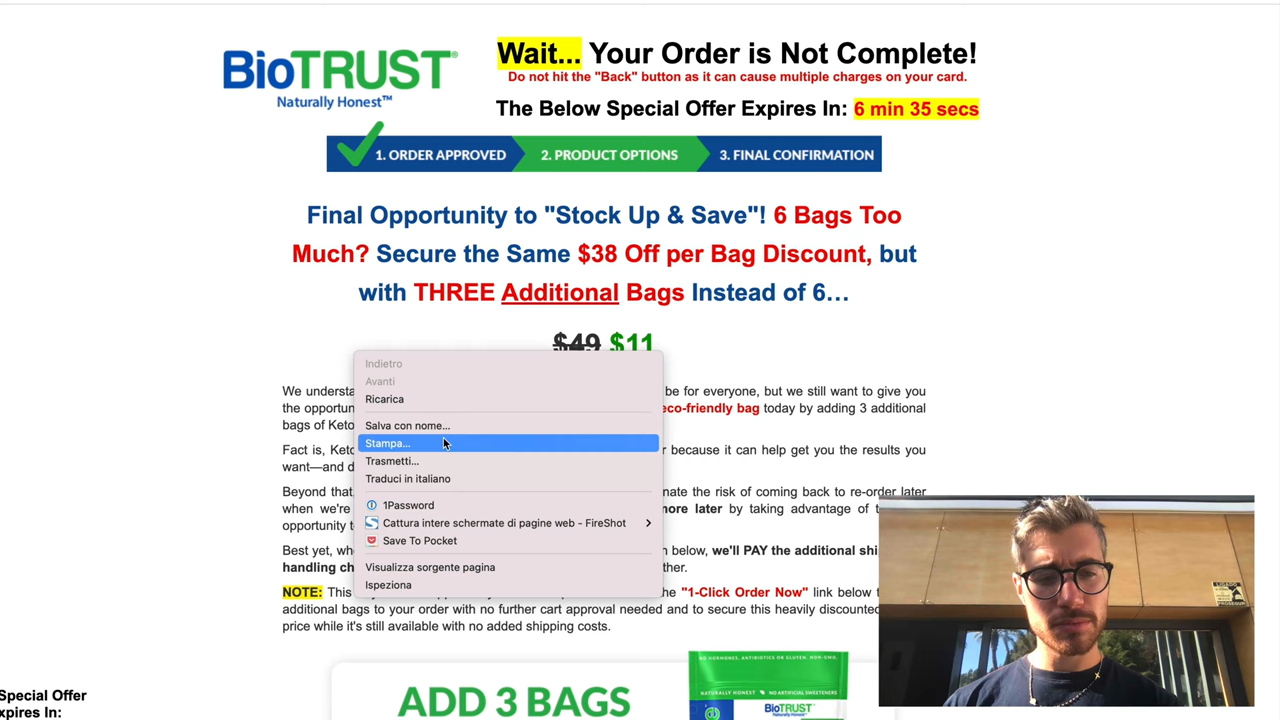 BioTRUST®
Naturally Honest™
Wait... Your Order is Not Complete!
Do not hit the "Back" button as it can cause multiple charges on your card.
The Below Special Offer Expires In: 6 min 35 secs
1. ORDER APPROVED
2. PRODUCT OPTIONS
3. FINAL CONFIRMATION
Final Opportunity to "Stock Up & Save"! 6 Bags Too
Much? Secure the Same $38 Off per Bag Discount, but
with THREE Additional Bags Instead of 6…
$49 $11
We understa be for everyone, but we still want to give you
the opportun eco-friendly bag today by adding 3 additional
bags of Keto
Fact is, Keto r because it can help get you the results you
want—and d
Beyond that nate the risk of coming back to re-order later
when we're more later by taking advantage of
opportunity t
Best yet, wh n below, we'll PAY the additional shi
handling ch ther.
NOTE: This the "1-Click Order Now" link below
additional bags to your order with no further cart approval needed and to secure this heavily discounted
price while it's still available with no added shipping costs.
Indietro
Avanti
Ricarica
Salva con nome...
Stampa...
Trasmetti...
Traduci in italiano
1Password
Cattura intere schermate di pagine web - FireShot
Save To Pocket
Visualizza sorgente pagina
Ispeziona
Special Offer
xpires In:
ADD 3 BAGS
NO HORMONES, ANTIBIOTICS OR GLUTEN. NON-GMO.
NATURALLY HONEST NO ARTIFICIAL SWEETENERS
BioTRUST
PROSEGUR